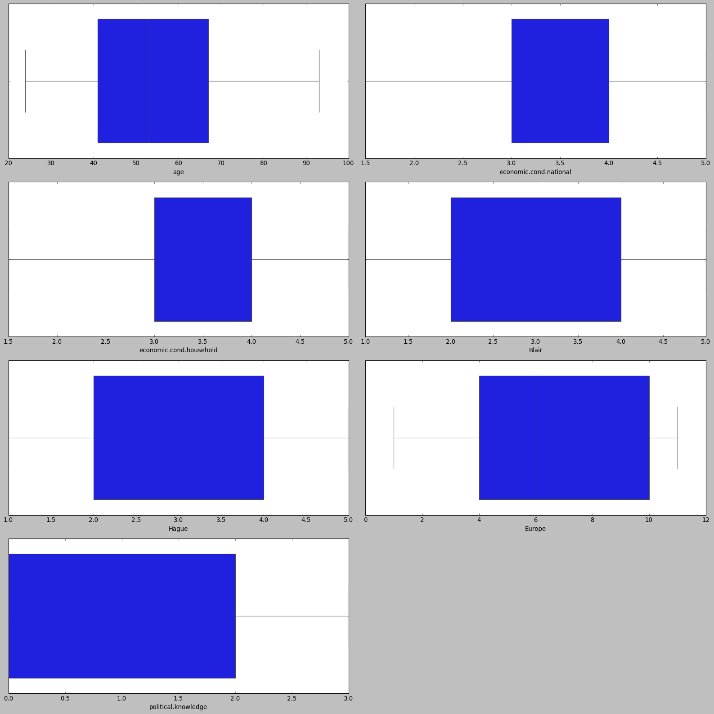 20 30 40 50 60 70 80 90 100
age
1.5 2.0 2.5 3.0 3.5 4.0 4.5 5.0
economic.cond.national
1.5 2.0 2.5 3.0 3.5 4.0 4.5 5.0
economic.cond.household
1.0 1.5 2.0 2.5 3.0 3.5 4.0 4.5 5.0
Blair
1.0 1.5 2.0 2.5 3.0 3.5 4.0 4.5 5.0
Hague
0 2 4 6 8 10 12
Europe
0.0 0.5 1.0 1.5 2.0 2.5 3.0
political.knowledge